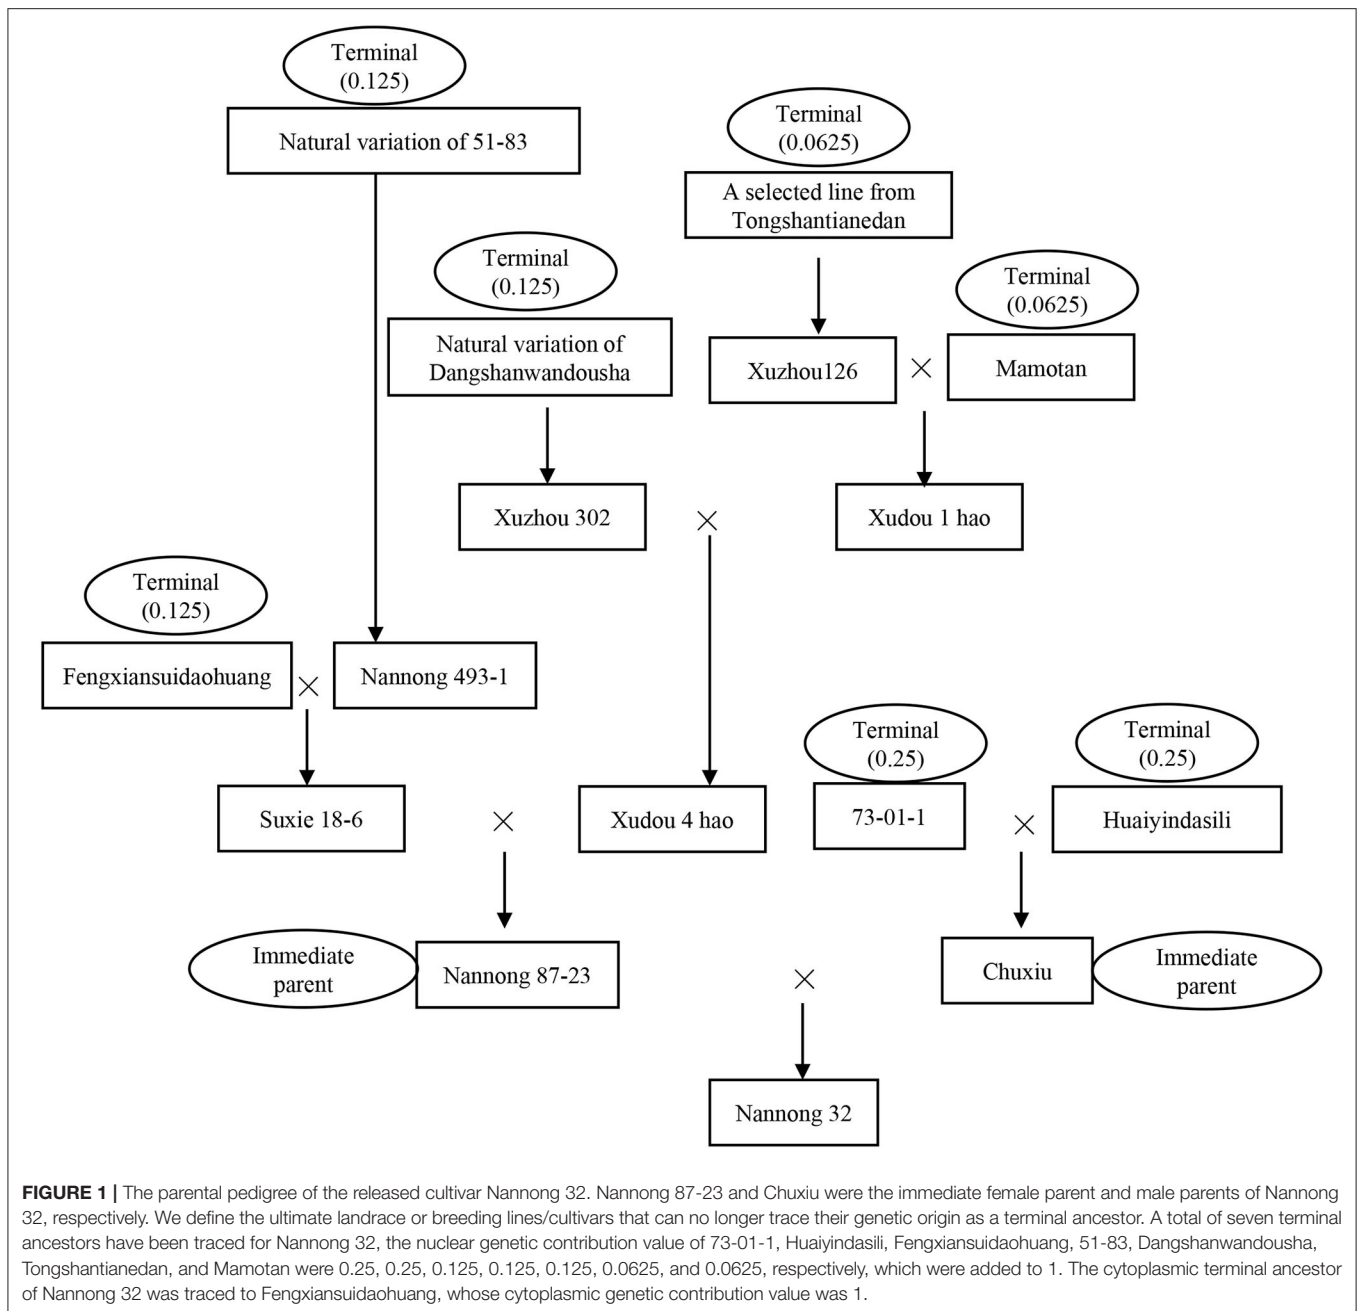 Terminal
(0.125)
Natural variation of 51-83
Terminal
(0.0625)
A selected line from
Tongshantianedan
Terminal
(0.125)
Natural variation of
Dangshanwandousha
Terminal
(0.0625)
Xuzhou126
×
Mamotan
Xuzhou 302
×
Xudou 1 hao
Terminal
(0.125)
Fengxiansuidaohuang
×
Nannong 493-1
Terminal
(0.25)
Terminal
(0.25)
Suxie 18-6
×
Xudou 4 hao
73-01-1
×
Huaiyindasili
Immediate
parent
Nannong 87-23
×
Chuxiu
Immediate
parent
Nannong 32
FIGURE 1 | The parental pedigree of the released cultivar Nannong 32. Nannong 87-23 and Chuxiu were the immediate female parent and male parents of Nannong
32, respectively. We define the ultimate landrace or breeding lines/cultivars that can no longer trace their genetic origin as a terminal ancestor. A total of seven terminal
ancestors have been traced for Nannong 32, the nuclear genetic contribution value of 73-01-1, Huaiyindasili, Fengxiansuidaohuang, 51-83, Dangshanwandousha,
Tongshantianedan, and Mamotan were 0.25, 0.25, 0.125, 0.125, 0.125, 0.0625, and 0.0625, respectively, which were added to 1. The cytoplasmic terminal ancestor
of Nannong 32 was traced to Fengxiansuidaohuang, whose cytoplasmic genetic contribution value was 1.